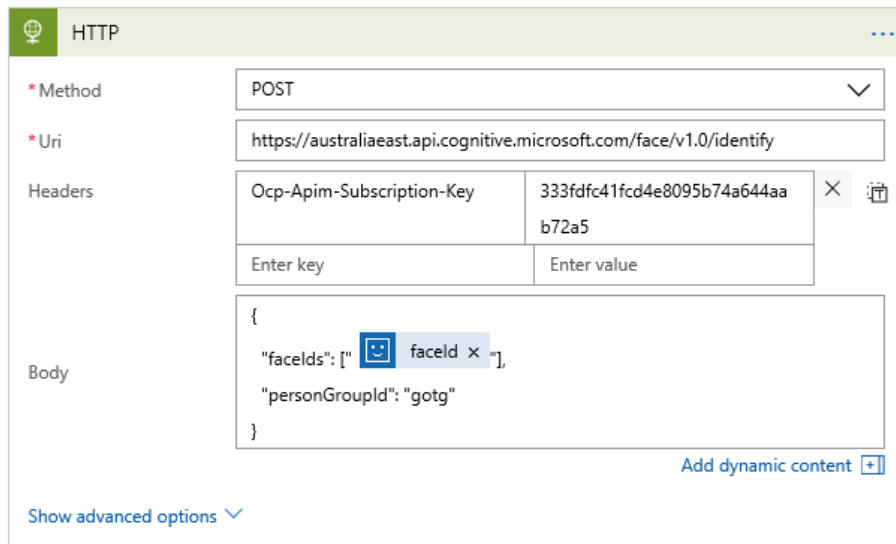 HTTP
* Method
POST
* Uri
https://australiaeast.api.cognitive.microsoft.com/face/v1.0/identify
Headers
Ocp-Apim-Subscription-Key
333fdfc41fcd4e8095b74a644aa
b72a5
Enter key
Enter value
Body
{
"faceIds": [" faceId × "],
"personGroupId": "gotg"
}
Add dynamic content
Show advanced options